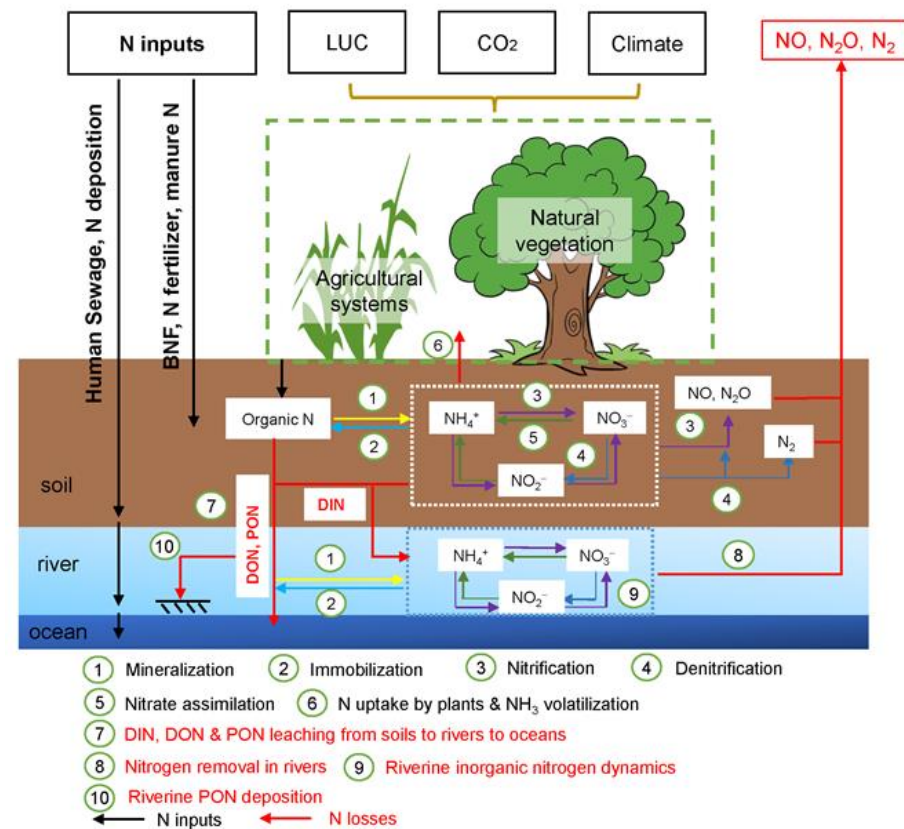 N inputs
LUC
CO₂
Climate
NO, N₂O, N₂
Human Sewage, N deposition
BNF, N fertilizer, manure N
Agricultural
systems
Natural
vegetation
6
Organic N
1
2
NH₄⁺
3
5
NO₃⁻
4
NO₂⁻
NO, N₂O
3
N₂
4
soil
7
DON, PON
DIN
river
10
1
2
NH₄⁺
NO₃⁻
NO₂⁻
9
8
ocean
1 Mineralization
2 Immobilization
3 Nitrification
4 Denitrification
5 Nitrate assimilation
6 N uptake by plants & NH₃ volatilization
7 DIN, DON & PON leaching from soils to rivers to oceans
8 Nitrogen removal in rivers
9 Riverine inorganic nitrogen dynamics
10 Riverine PON deposition
N inputs
N losses